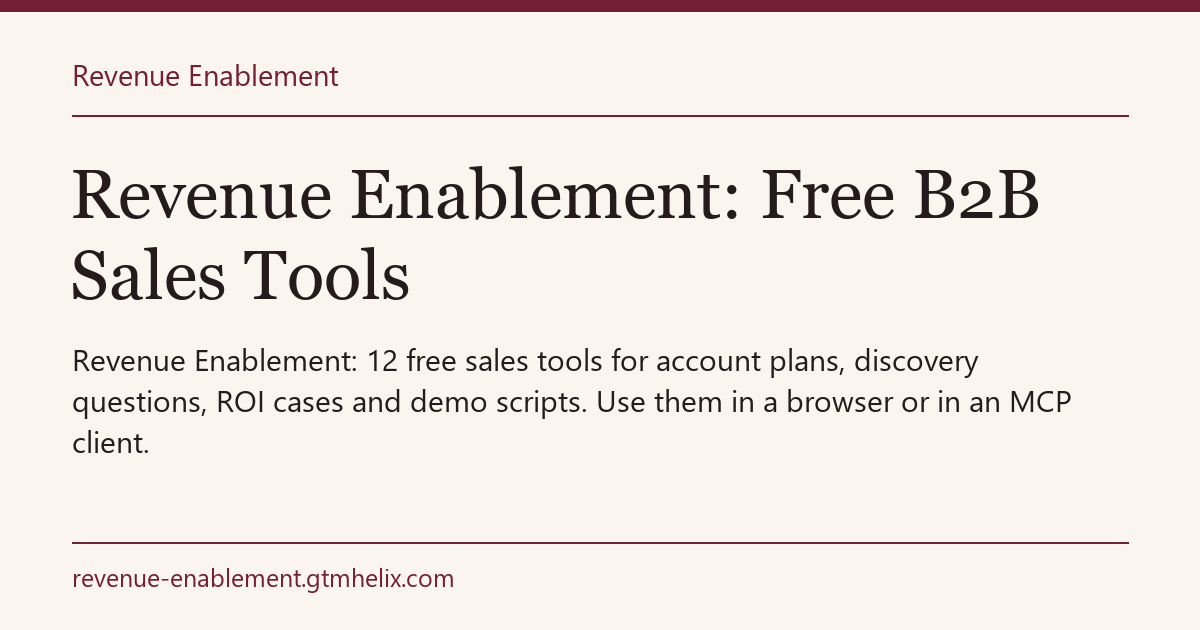 Revenue Enablement
Revenue Enablement: Free B2B
Sales Tools
Revenue Enablement: 12 free sales tools for account plans, discovery
questions, ROI cases and demo scripts. Use them in a browser or in an MCP
client.
revenue-enablement.gtmhelix.com